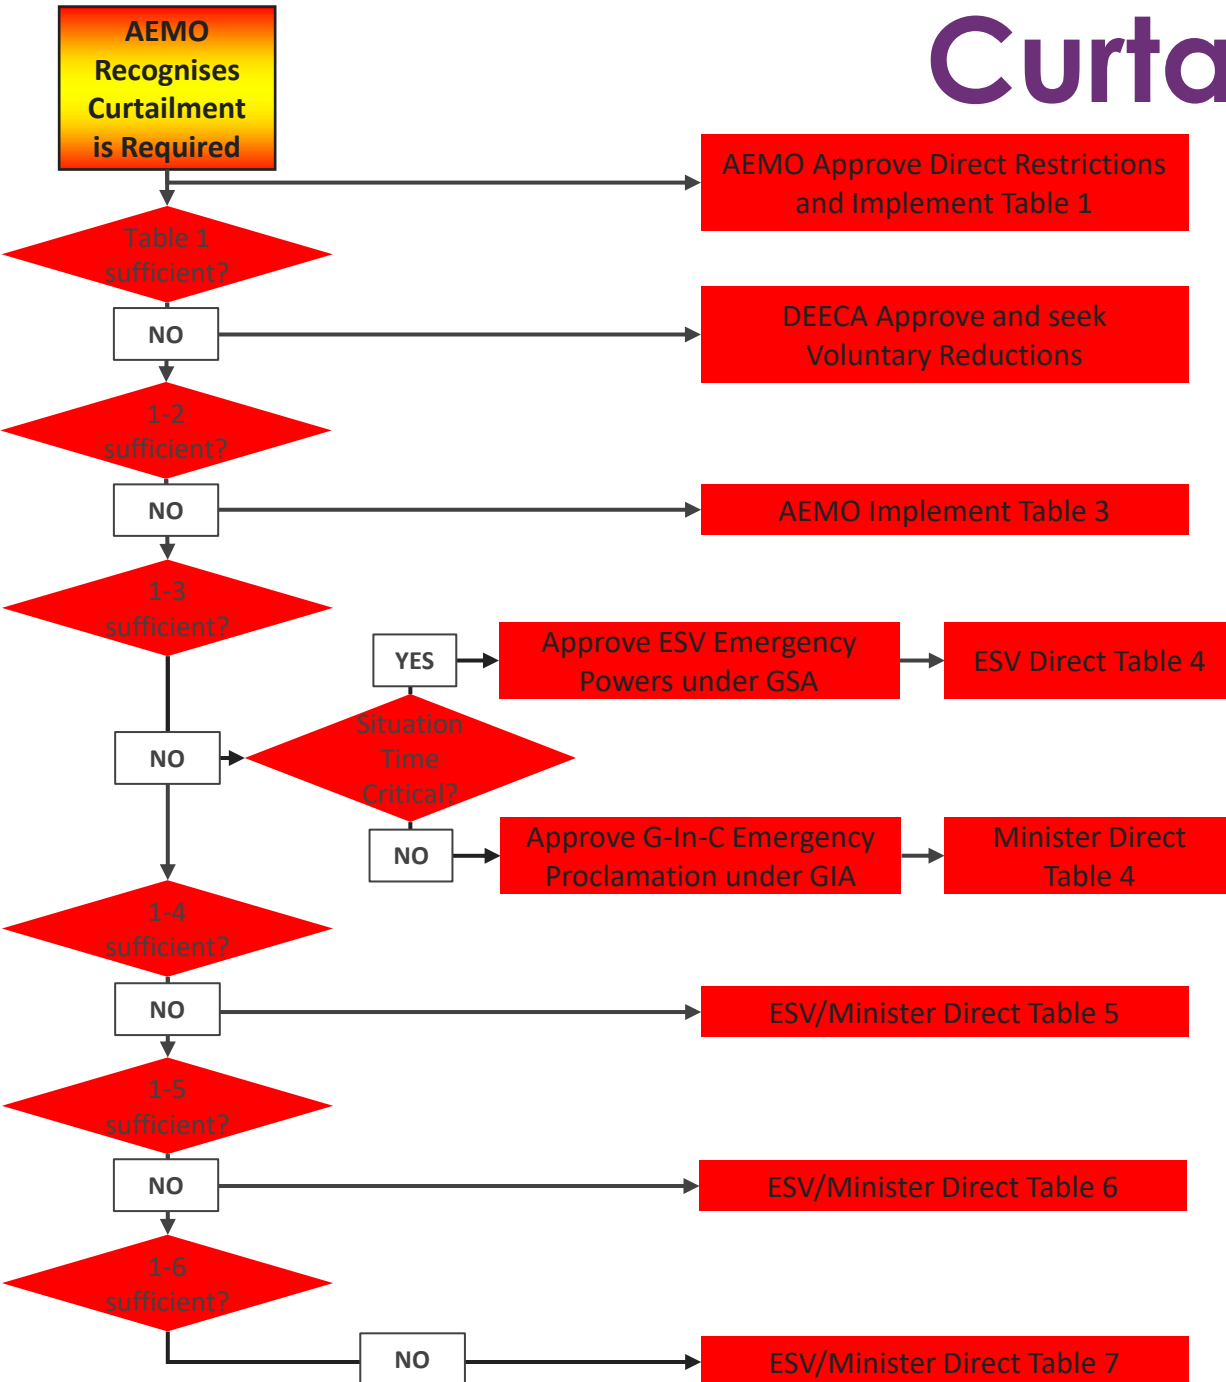 Curta
AEMO
Recognises
Curtailment
is Required
AEMO Approve Direct Restrictions
and Implement Table 1
Table 1
sufficient?
NO
DEECA Approve and seek
Voluntary Reductions
1-2
sufficient?
NO
AEMO Implement Table 3
1-3
sufficient?
YES
Approve ESV Emergency
Powers under GSA
ESV Direct Table 4
Situation
Time
Critical?
NO
NO
Approve G-In-C Emergency
Proclamation under GIA
Minister Direct
Table 4
1-4
sufficient?
NO
ESV/Minister Direct Table 5
1-5
sufficient?
NO
ESV/Minister Direct Table 6
1-6
sufficient?
NO
ESV/Minister Direct Table 7